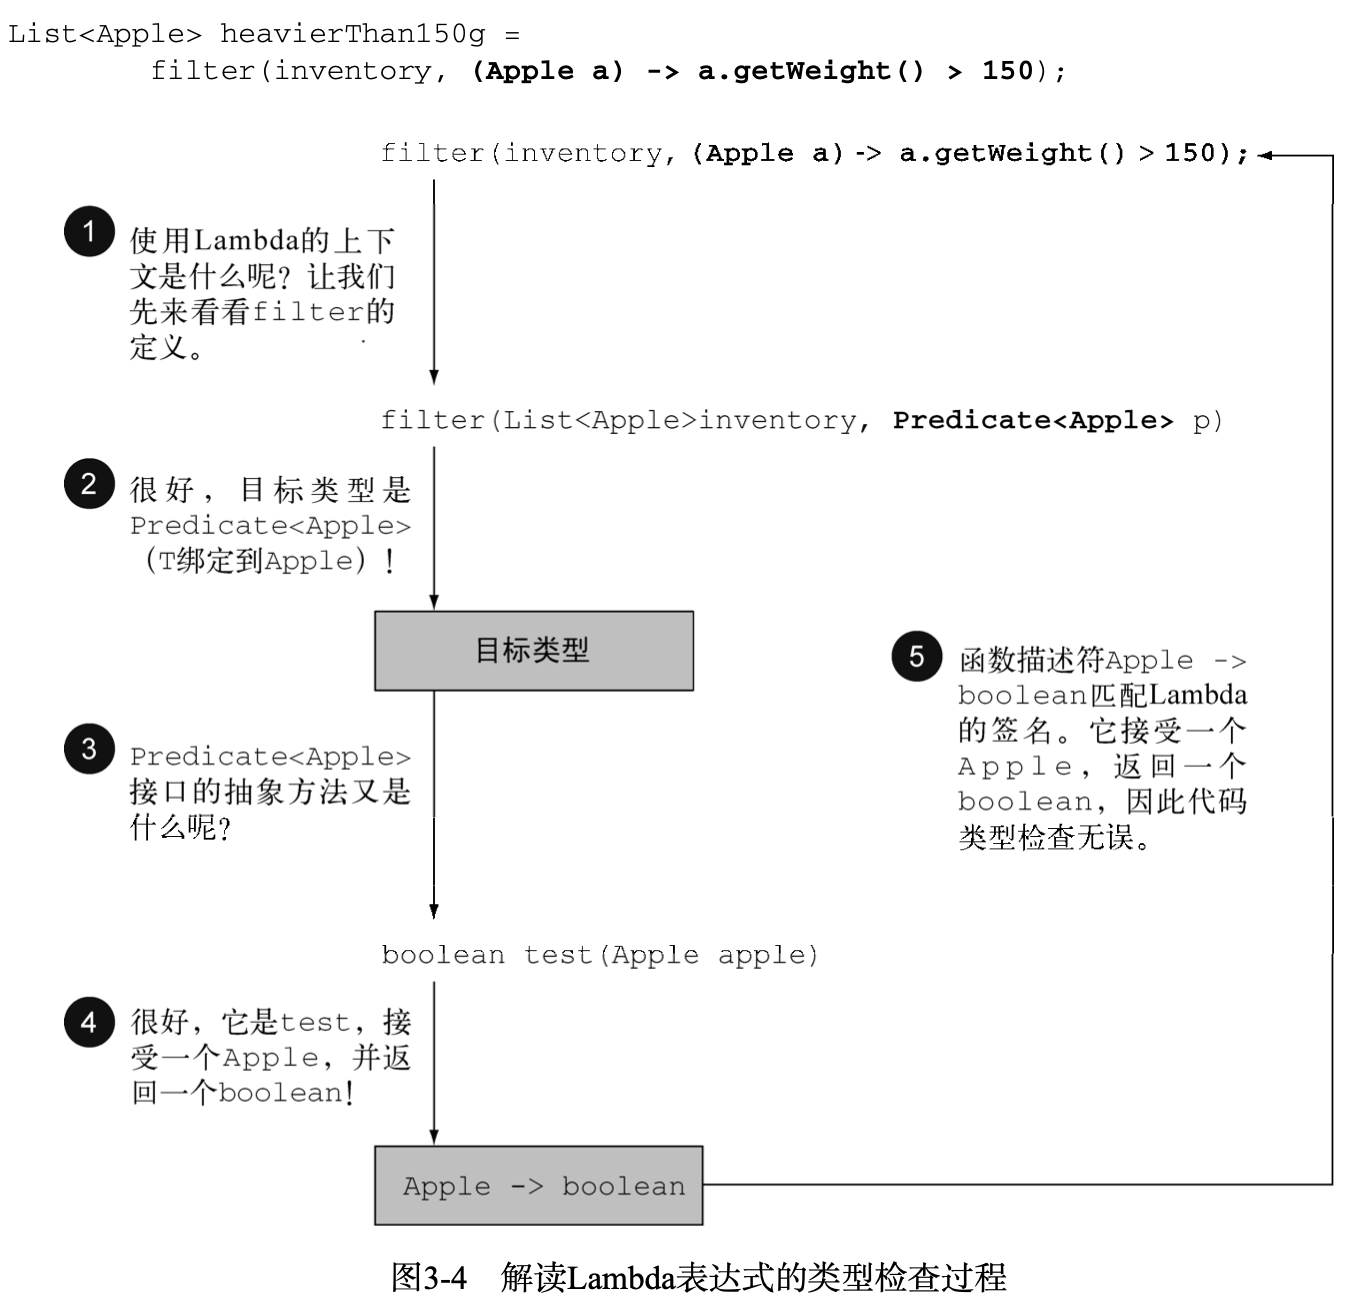 List<Apple> heavierThan150g =
filter(inventory, (Apple a) -> a.getWeight() > 150);
filter(inventory, (Apple a) -> a.getWeight() > 150);
1
使用Lambda的上下
文是什么呢？让我们
先来看看filter的
定义。
filter(List<Apple>inventory, Predicate<Apple> p)
2
很好，目标类型是
Predicate<Apple>
（T绑定到Apple）！
目标类型
3
Predicate<Apple>
接口的抽象方法又是
什么呢？
boolean test(Apple apple)
4
很好，它是test，接
受一个Apple，并返
回一个boolean！
Apple -> boolean
5
函数描述符Apple ->
boolean匹配Lambda
的签名。它接受一个
Apple，返回一个
boolean，因此代码
类型检查无误。
图3-4 解读Lambda表达式的类型检查过程